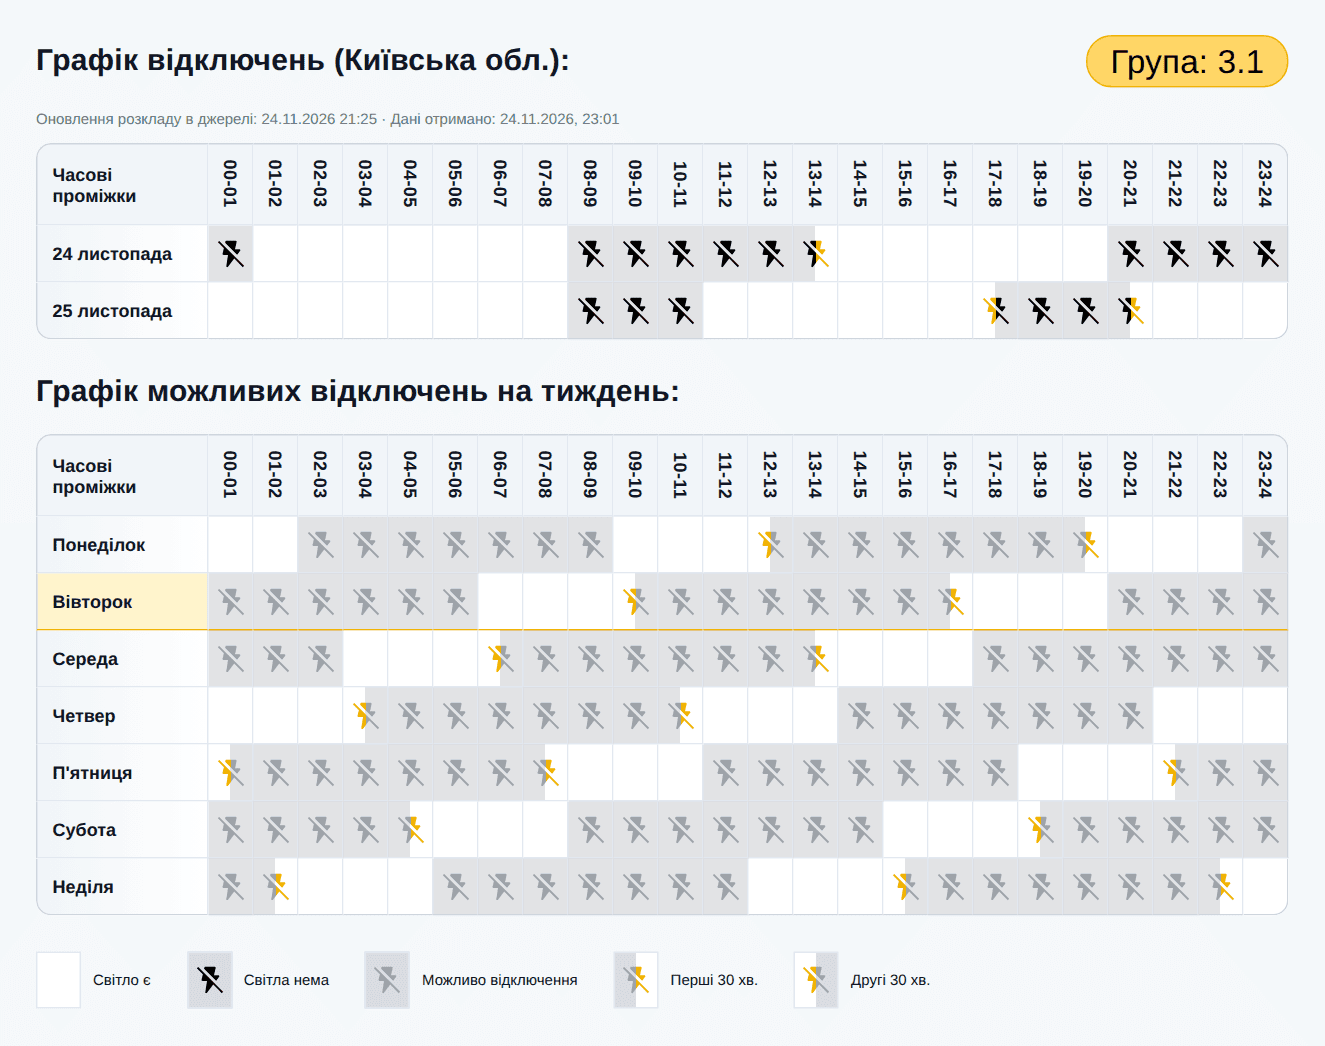 Графік відключень (Київська обл.):
Група: 3.1
Оновлення розкладу в джерелі: 24.11.2026 21:25 · Дані отримано: 24.11.2026, 23:01
Часові проміжки 00-01 01-02 02-03 03-04 04-05 05-06 06-07 07-08 08-09 09-10 10-11 11-12 12-13 13-14 14-15 15-16 16-17 17-18 18-19 19-20 20-21 21-22 22-23 23-24
24 листопада
25 листопада
Графік можливих відключень на тиждень:
Часові проміжки 00-01 01-02 02-03 03-04 04-05 05-06 06-07 07-08 08-09 09-10 10-11 11-12 12-13 13-14 14-15 15-16 16-17 17-18 18-19 19-20 20-21 21-22 22-23 23-24
Понеділок
Вівторок
Середа
Четвер
П'ятниця
Субота
Неділя
Світло є Світла нема Можливо відключення Перші 30 хв. Другі 30 хв.